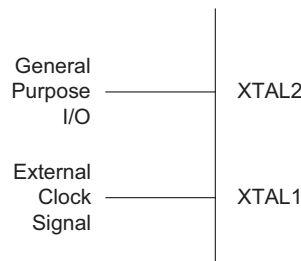 General
Purpose
I/O
XTAL2
External
Clock
Signal
XTAL1